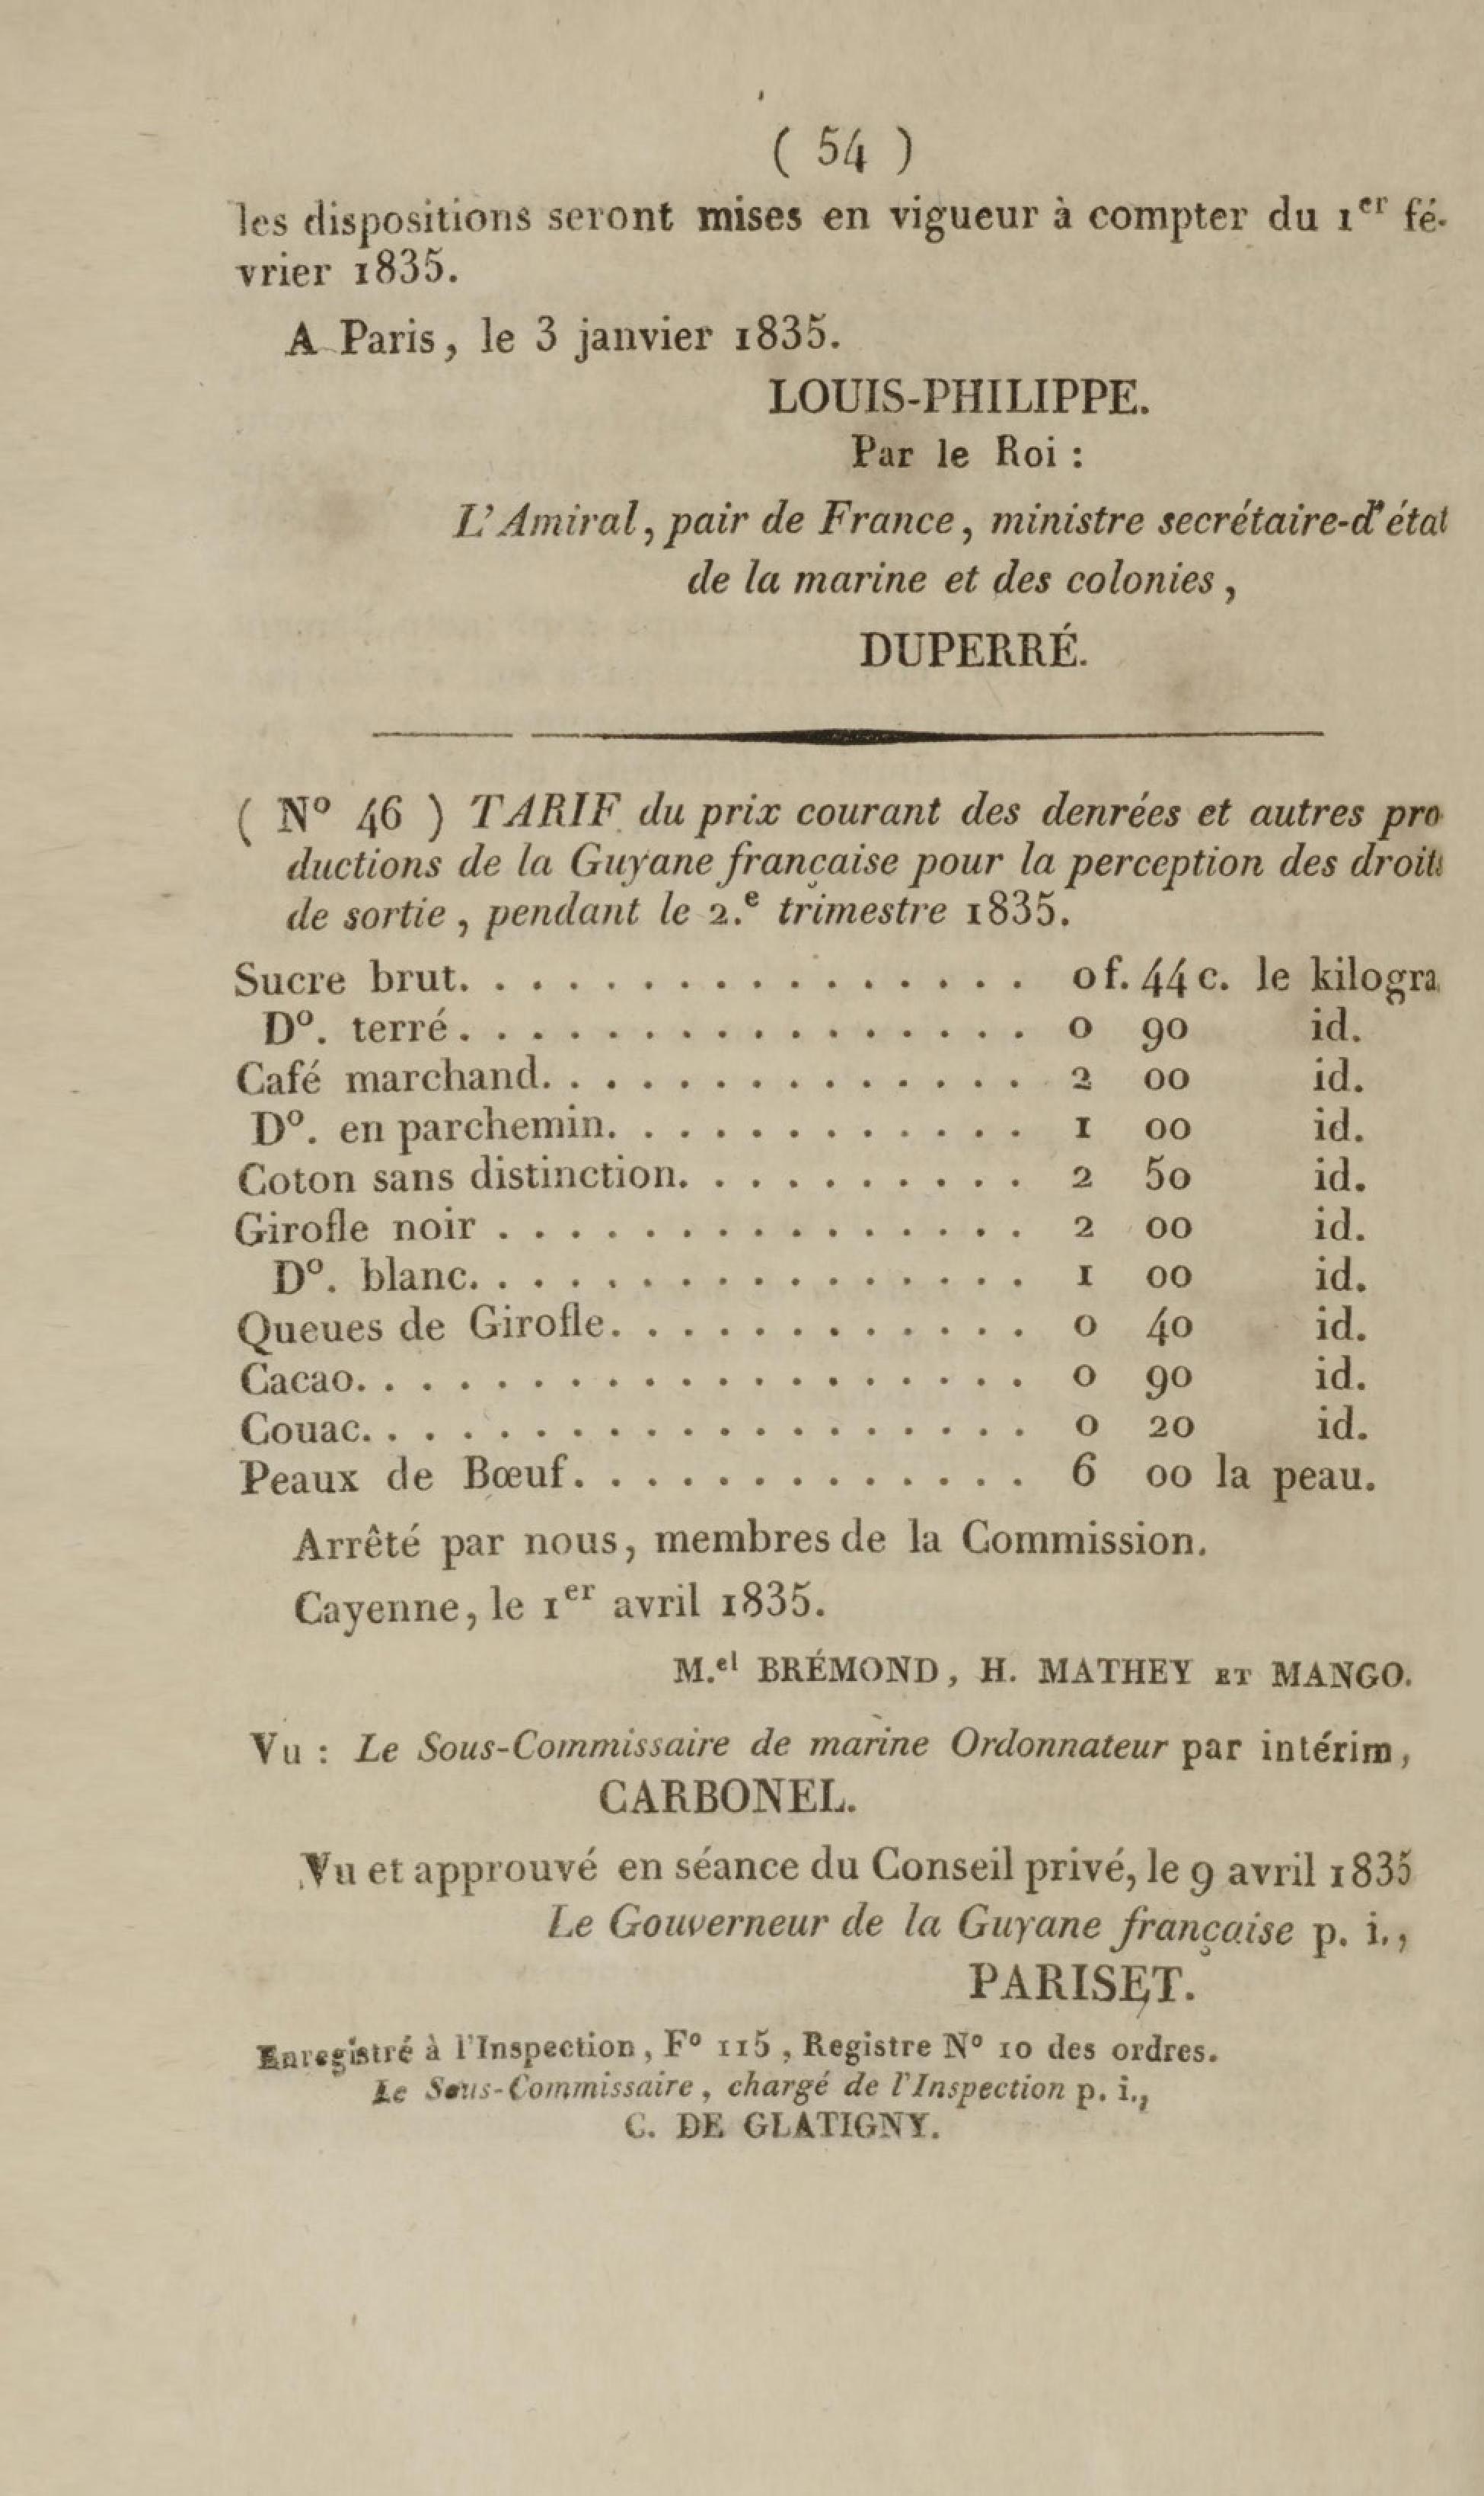 ( 54 )
les dispositions seront mises en vigueur à compter du 1er fé-
vrier 1835.
A Paris, le 3 janvier 1835.
LOUIS-PHILIPPE.
Par le Roi :
L'Amiral, pair de France, ministre secrétaire-d'état
de la marine et des colonies,
DUPERRÉ.
( N° 46 ) TARIF du prix courant des denrées et autres pro
ductions de la Guyane française pour la perception des droits
de sortie, pendant le 2.e trimestre 1835.
Sucre brut. . . . . . . . . . . . . . . . 0 f. 44 c. le kilogra
D°. terré. . . . . . . . . . . . . . . . 0 90 id.
Café marchand. . . . . . . . . . . . . . 2 00 id.
D°. en parchemin. . . . . . . . . . . . 1 00 id.
Coton sans distinction. . . . . . . . . . 2 50 id.
Girofle noir . . . . . . . . . . . . . . . 2 00 id.
D°. blanc. . . . . . . . . . . . . . . . 1 00 id.
Queues de Girofle. . . . . . . . . . . . 0 40 id.
Cacao. . . . . . . . . . . . . . . . . . . 0 90 id.
Couac. . . . . . . . . . . . . . . . . . . 0 20 id.
Peaux de Bœuf. . . . . . . . . . . . . 6 00 la peau.
Arrêté par nous, membres de la Commission.
Cayenne, le 1er avril 1835.
M.el BRÉMOND, H. MATHEY ET MANGO.
Vu : Le Sous-Commissaire de marine Ordonnateur par intérim,
CARBONEL.
Vu et approuvé en séance du Conseil privé, le 9 avril 1835
Le Gouverneur de la Guyane française p. i.,
PARISET.
Enregistré à l'Inspection, F° 115, Registre N° 10 des ordres.
Le Sous-Commissaire, chargé de l'Inspection p. i.,
C. DE GLATIGNY.